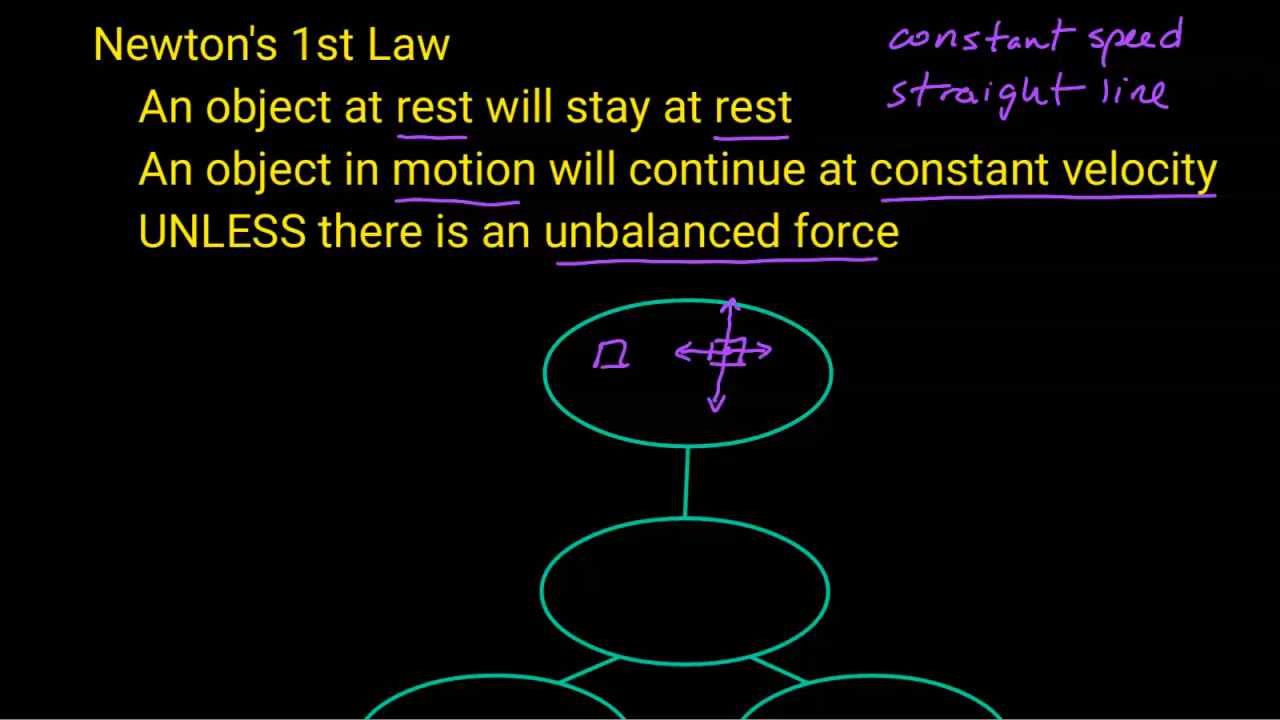 Newton's 1st Law
constant speed
An object at rest will stay at rest
straight line
An object in motion will continue at constant velocity
UNLESS there is an unbalanced force